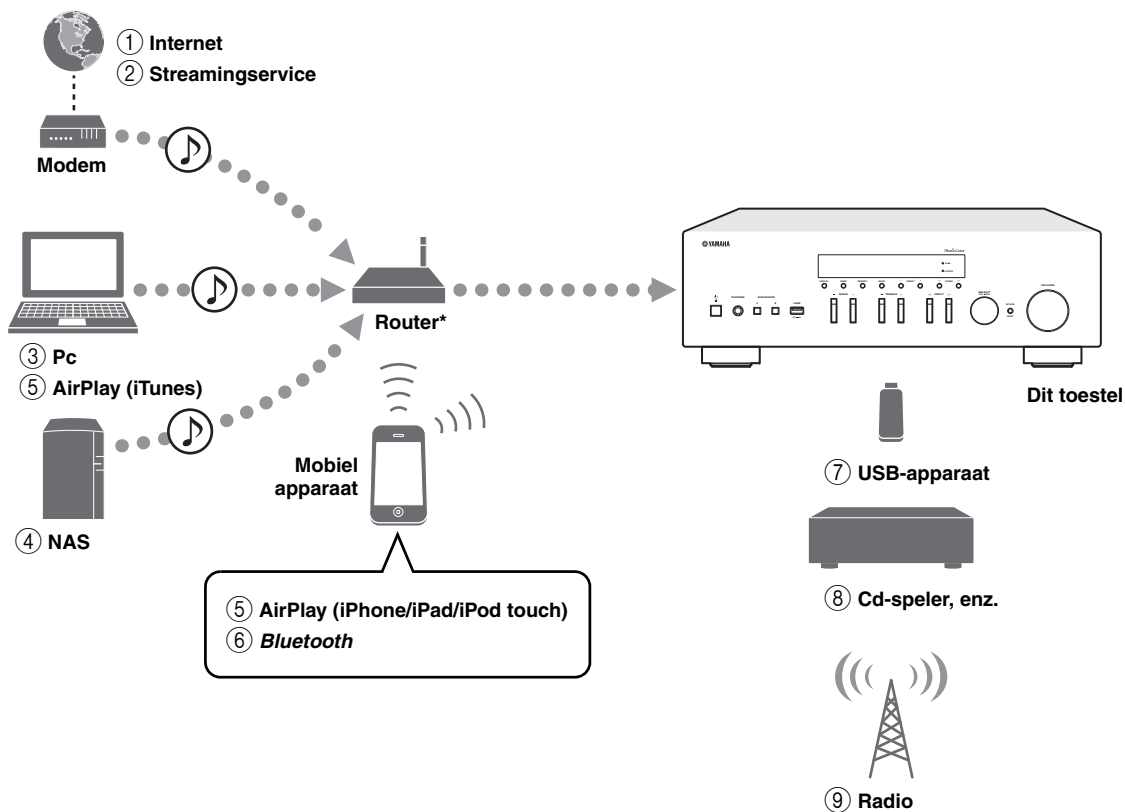 ① Internet
② Streamingservice
Modem
YAMAHA
Router*
③ Pc
⑤ AirPlay (iTunes)
Dit toestel
Mobiel
apparaat
⑦ USB-apparaat
④ NAS
⑧ Cd-speler, enz.
⑤ AirPlay (iPhone/iPad/iPod touch)
⑥ Bluetooth
⑨ Radio